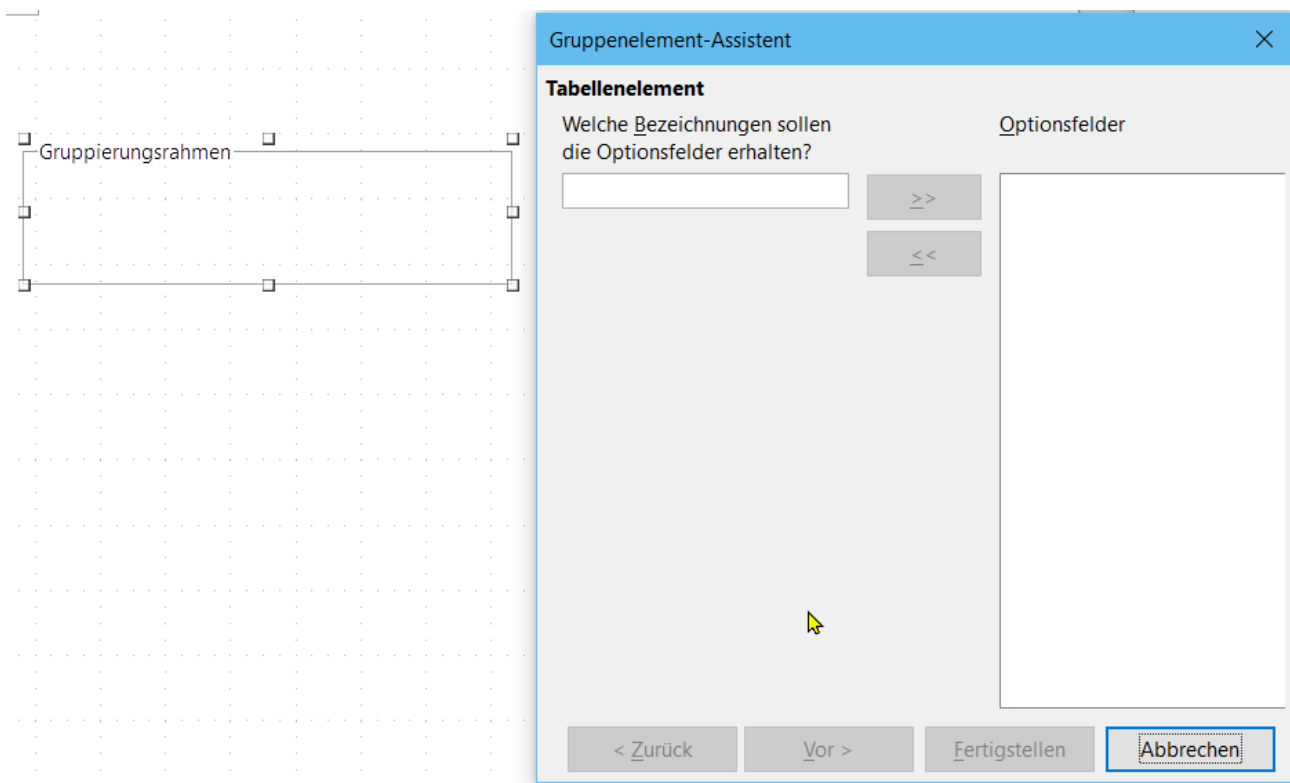 Gruppenelement-Assistent
Tabellenelement
Welche Bezeichnungen sollen
die Optionsfelder erhalten?
Optionsfelder
Gruppierungsrahmen
>>
<<
< Zurück
Vor >
Fertigstellen
Abbrechen